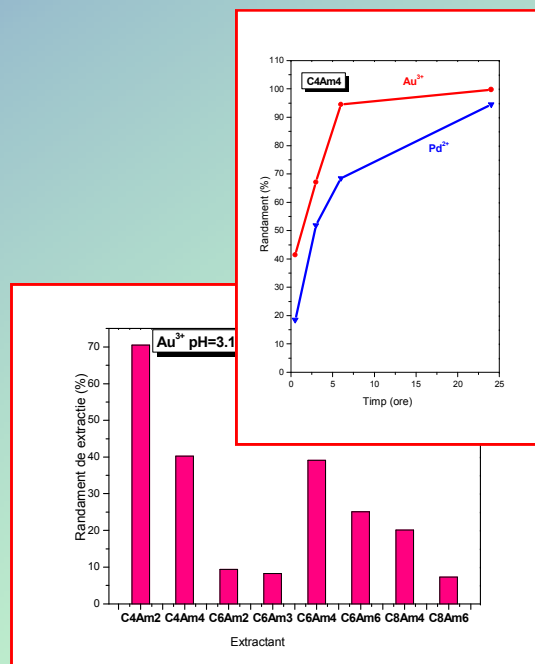 C4Am4
Au³⁺
Pd²⁺
110
100
90
80
70
60
50
40
30
20
10
0
0 5 10 15 20 25
Randament (%)
Timp (ore)
Au³⁺ pH=3.1
70
60
50
40
30
20
10
0
C4Am2 C4Am4 C6Am2 C6Am3 C6Am4 C6Am6 C8Am4 C8Am6
Randament de extractie (%)
Extractant